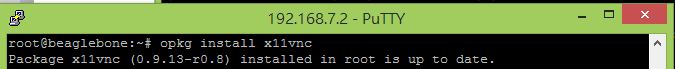 192.168.7.2 - PuTTY
root@beaglebone:~# opkg install x11vnc
Package x11vnc (0.9.13-r0.8) installed in root is up to date.